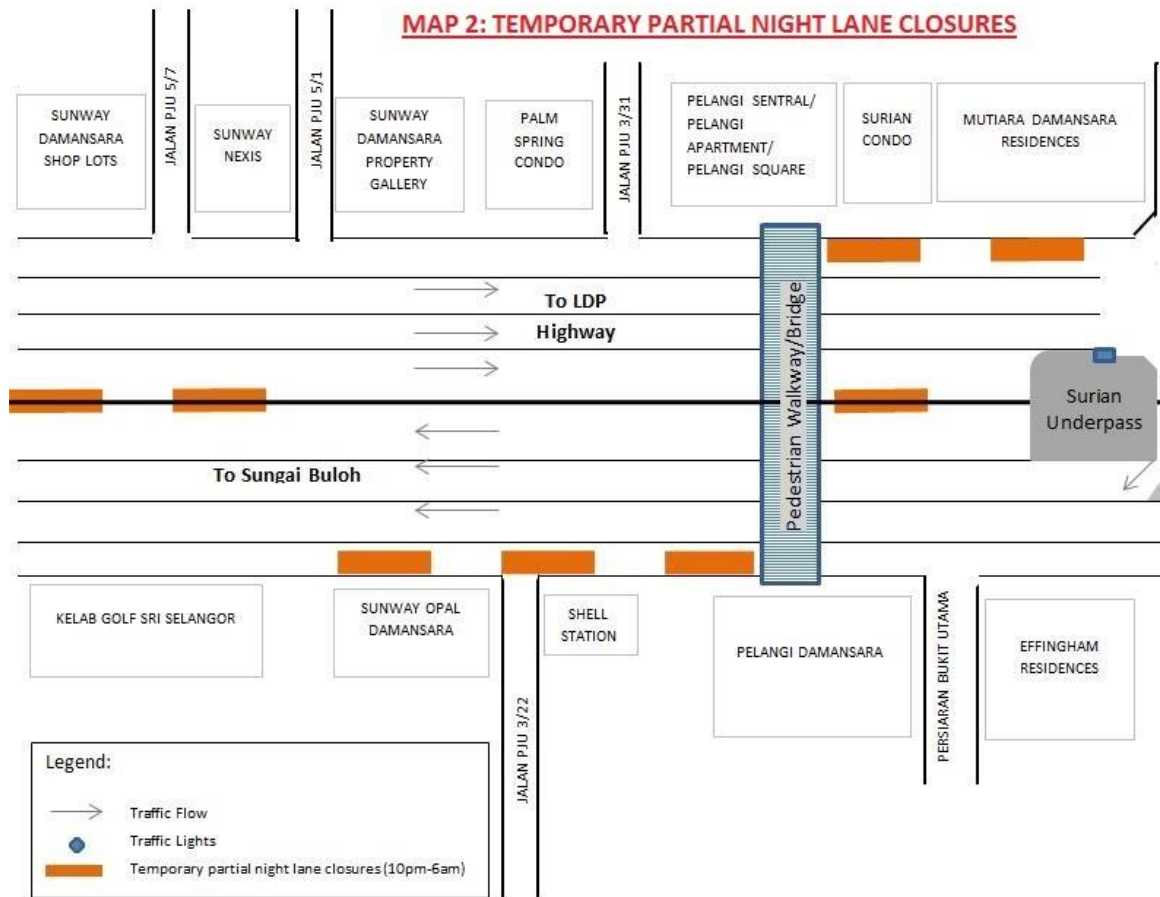 MAP 2: TEMPORARY PARTIAL NIGHT LANE CLOSURES
SUNWAY
DAMANSARA
SHOP LOTS
JALAN PJU 5/7
SUNWAY
NEXIS
JALAN PJU 5/1
SUNWAY
DAMANSARA
PROPERTY
GALLERY
PALM
SPRING
CONDO
JALAN PJU 3/31
PELANGI SENTRAL/
PELANGI
APARTMENT/
PELANGI SQUARE
SURIAN
CONDO
MUTIARA DAMANSARA
RESIDENCES
To LDP
Highway
Pedestrian Walkway/Bridge
Surian
Underpass
To Sungai Buloh
KELAB GOLF SRI SELANGOR
SUNWAY OPAL
DAMANSARA
JALAN PJU 3/22
SHELL
STATION
PELANGI DAMANSARA
PERSIARAN BUKIT UTAMA
EFFINGHAM
RESIDENCES
Legend:
Traffic Flow
Traffic Lights
Temporary partial night lane closures (10pm-6am)